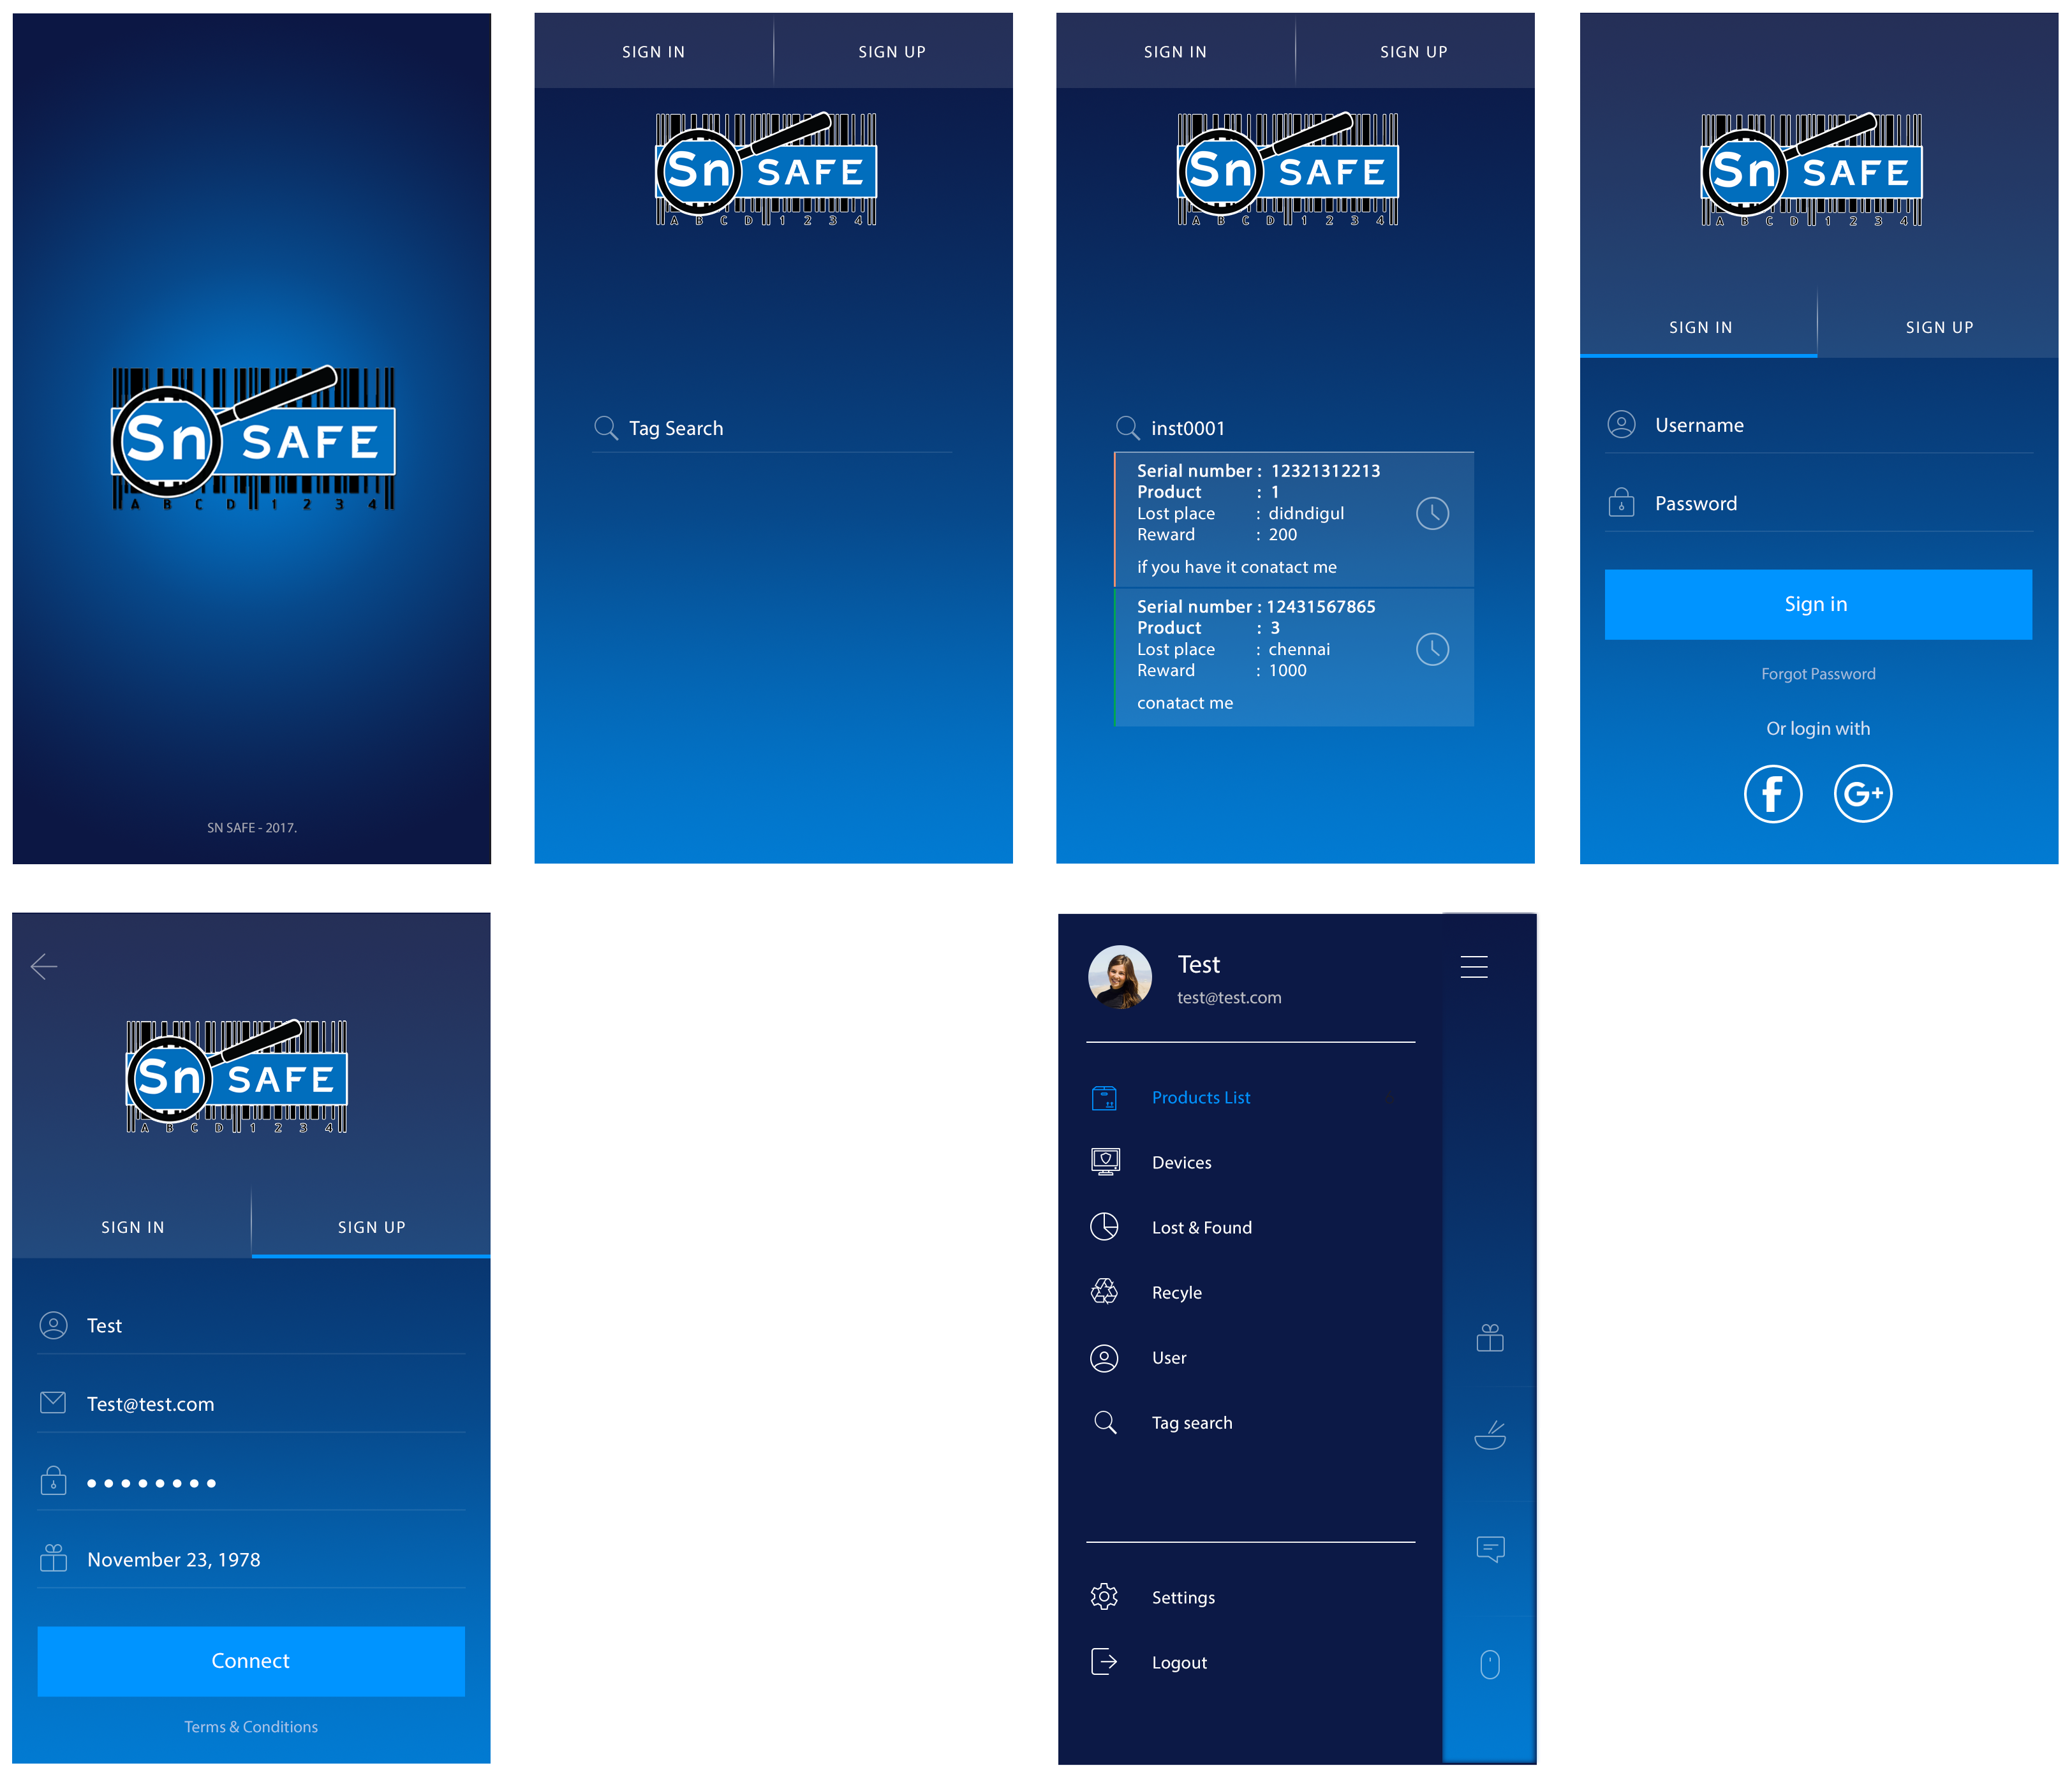 Sn SAFE
A B C D 1 2 3 4
SN SAFE - 2017.
SIGN IN SIGN UP
Sn SAFE
A B C D 1 2 3 4
Tag Search
SIGN IN SIGN UP
Sn SAFE
A B C D 1 2 3 4
inst0001
Serial number : 12321312213
Product : 1
Lost place : didndigul
Reward : 200
if you have it conatact me
Serial number : 12431567865
Product : 3
Lost place : chennai
Reward : 1000
conatact me
Sn SAFE
A B C D 1 2 3 4
SIGN IN SIGN UP
Username
Password
Sign in
Forgot Password
Or login with
f G+
Sn SAFE
A B C D 1 2 3 4
SIGN IN SIGN UP
Test
Test@test.com
November 23, 1978
Connect
Terms & Conditions
Test
test@test.com
Products List
Devices
Lost & Found
Recyle
User
Tag search
Settings
Logout